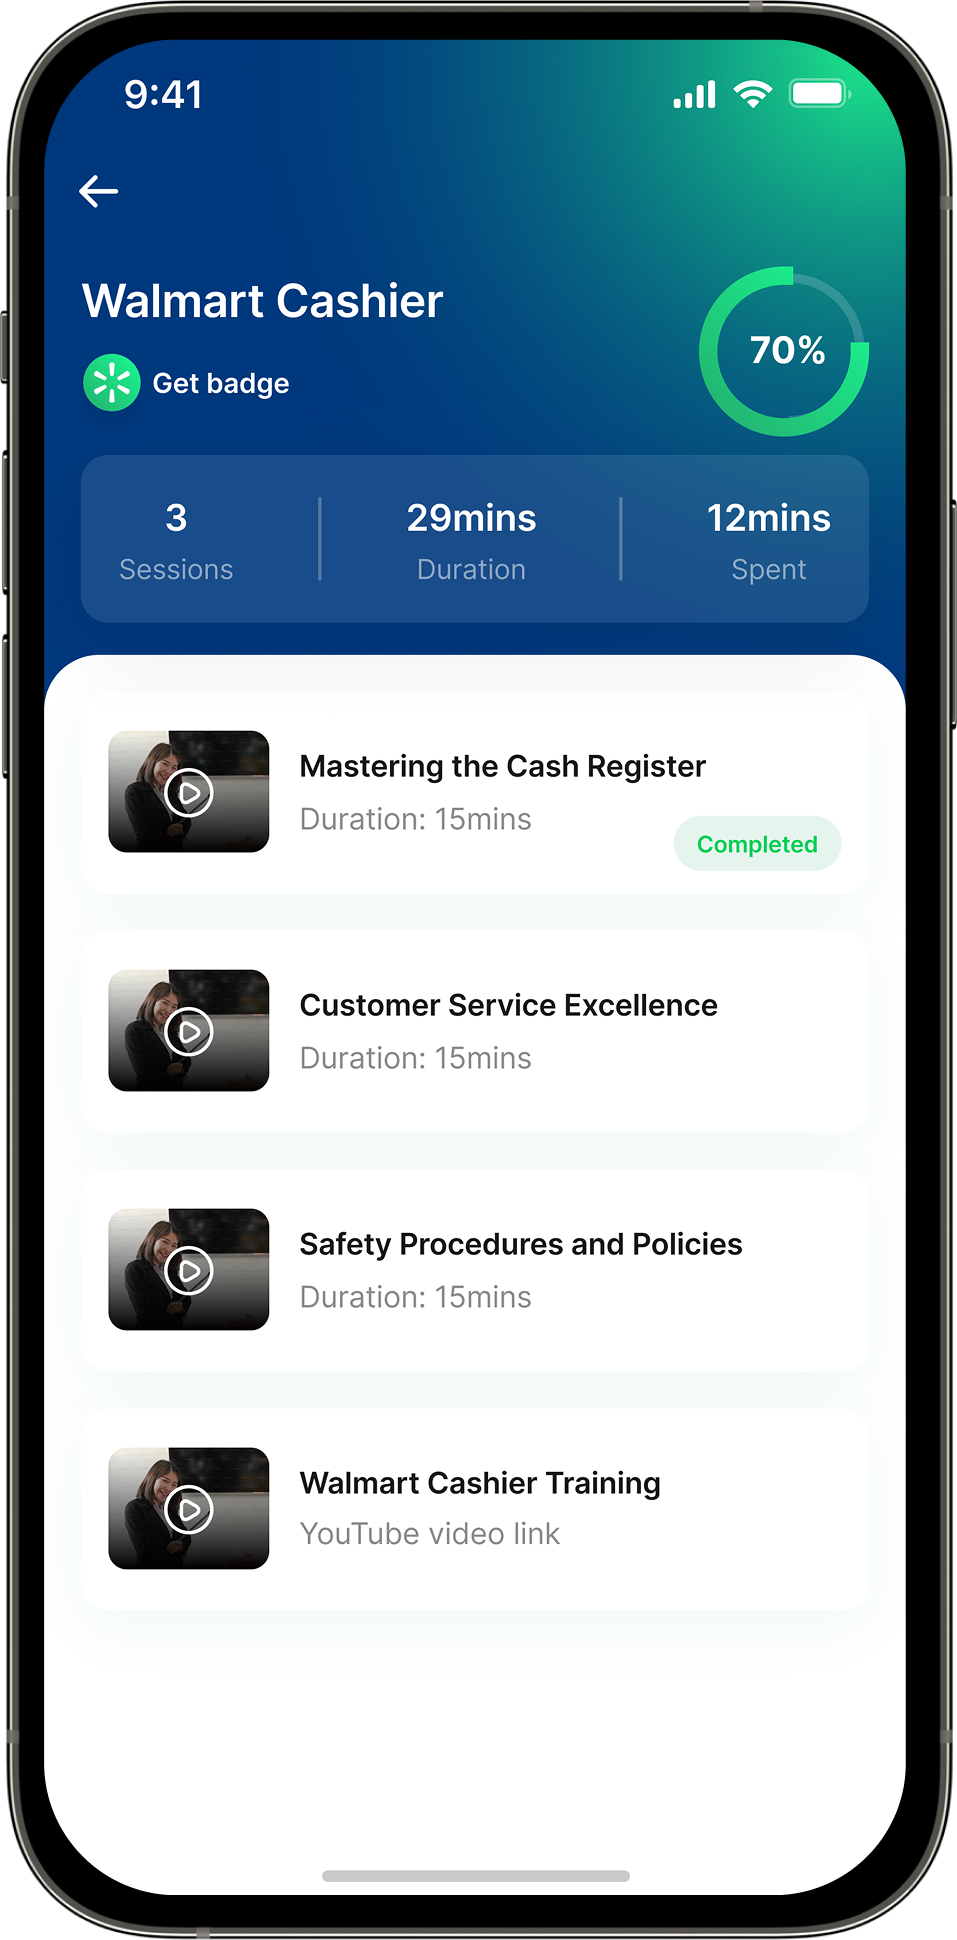 9:41
Walmart Cashier
70%
Get badge
3
Sessions
29mins
Duration
12mins
Spent
Mastering the Cash Register
Duration: 15mins
Completed
Customer Service Excellence
Duration: 15mins
Safety Procedures and Policies
Duration: 15mins
Walmart Cashier Training
YouTube video link